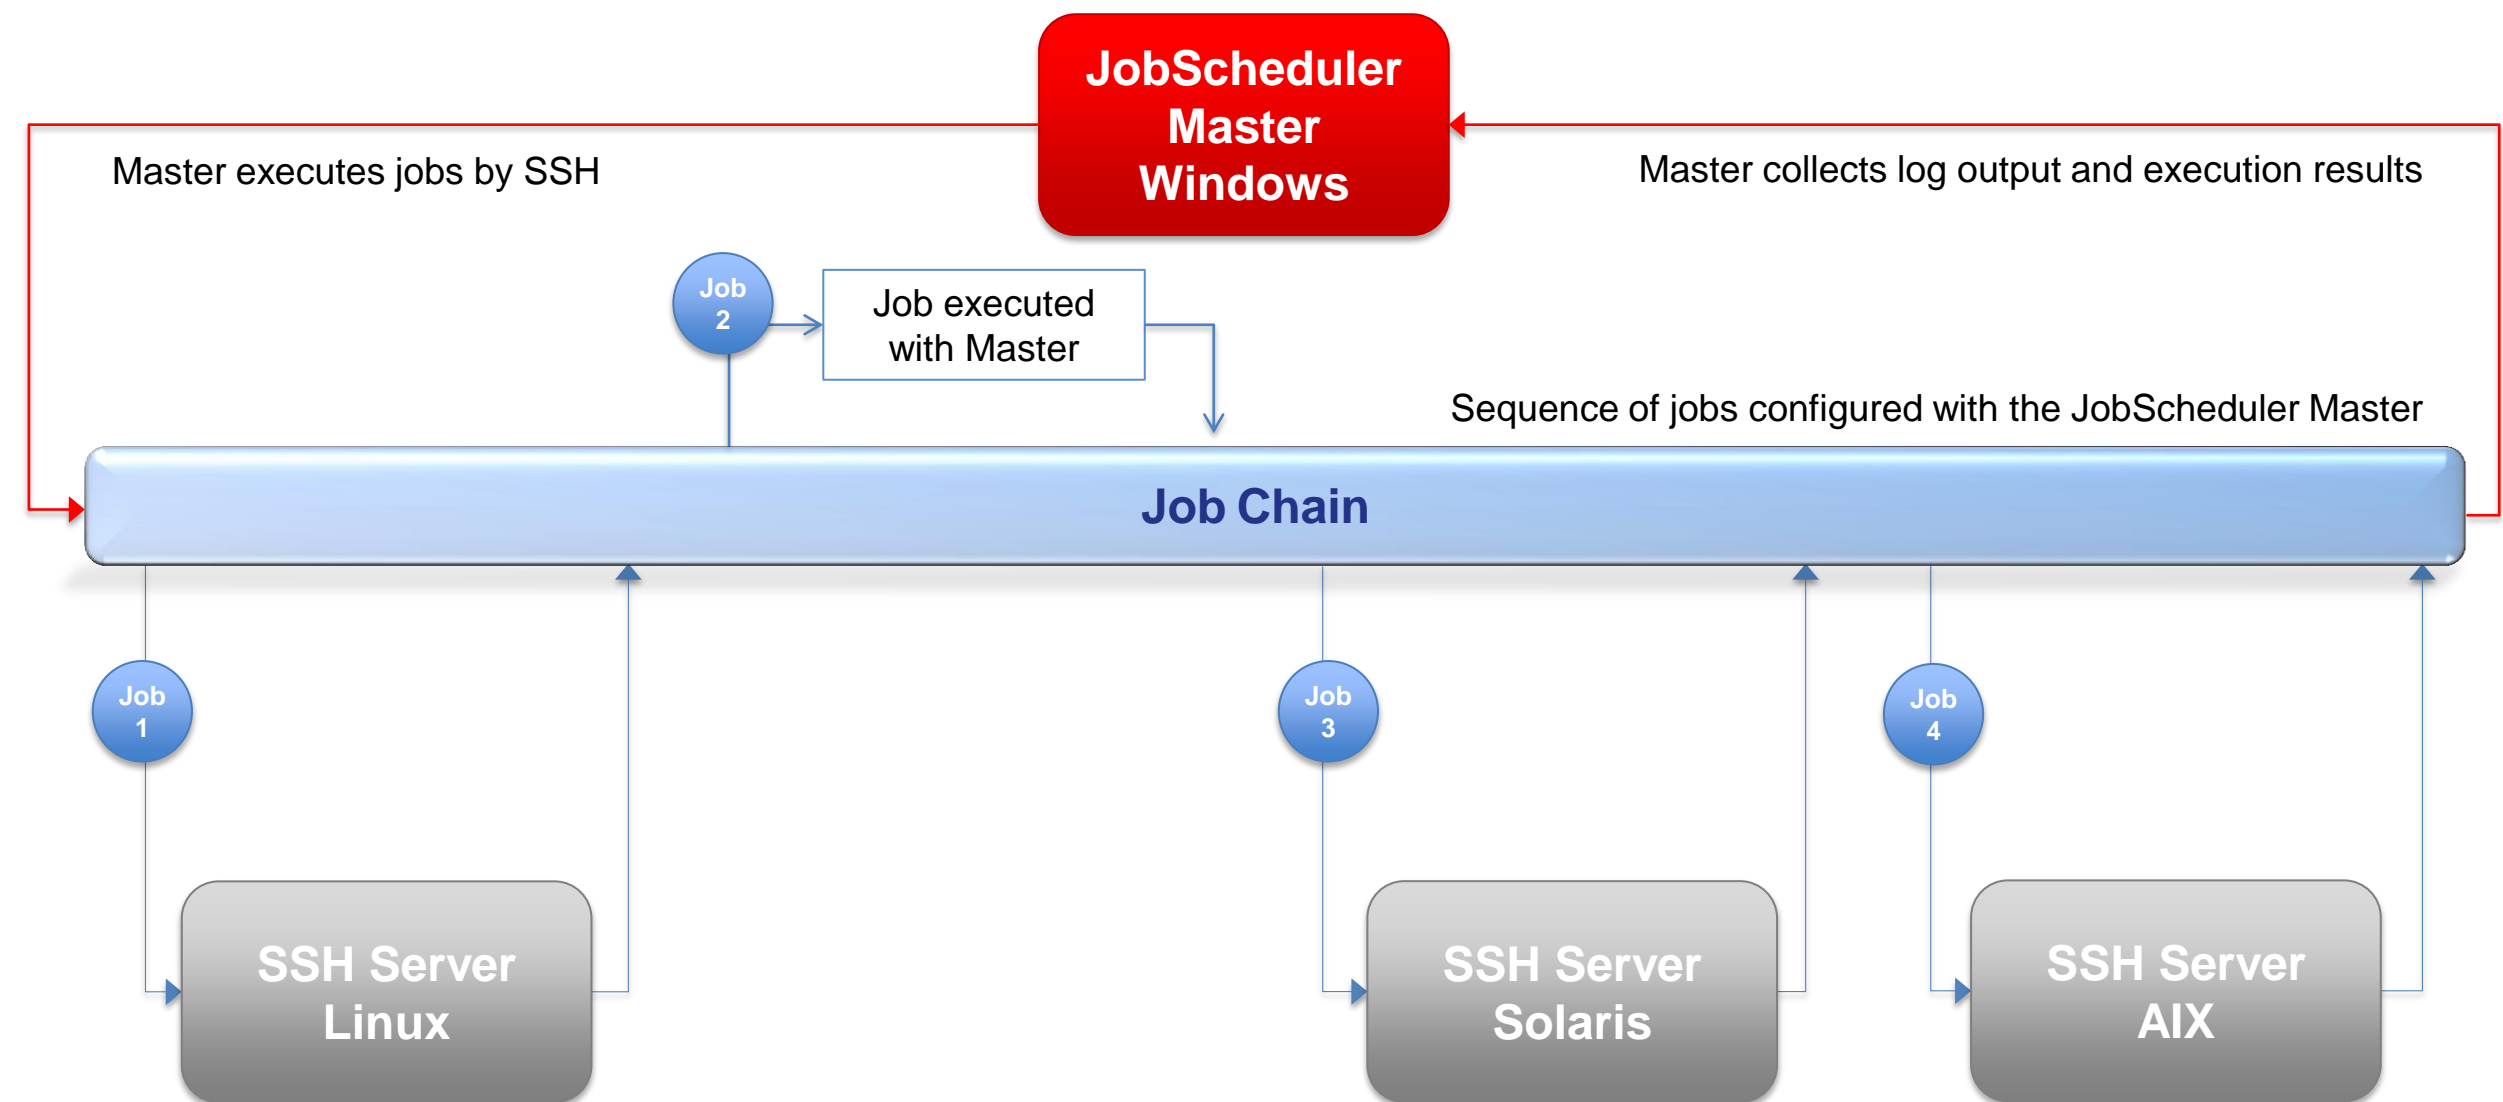 JobScheduler
Master
Windows
Master executes jobs by SSH
Master collects log output and execution results
Job
2
Job executed
with Master
Sequence of jobs configured with the JobScheduler Master
Job Chain
Job
1
Job
3
Job
4
SSH Server
Linux
SSH Server
Solaris
SSH Server
AIX